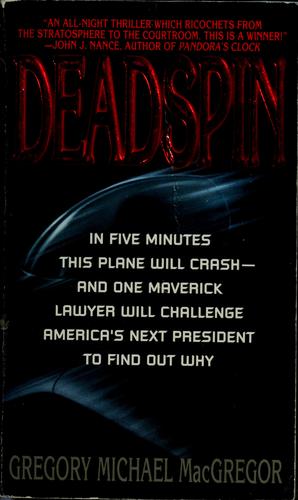 "AN ALL-NIGHT THRILLER WHICH RICOCHETS FROM
THE STRATOSPHERE TO THE COURTROOM. THIS IS A WINNER!"
—JOHN J. NANCE, AUTHOR OF PANDORA'S CLOCK
DEADSPIN
IN FIVE MINUTES
THIS PLANE WILL CRASH—
AND ONE MAVERICK
LAWYER WILL CHALLENGE
AMERICA'S NEXT PRESIDENT
TO FIND OUT WHY
GREGORY MICHAEL MacGREGOR